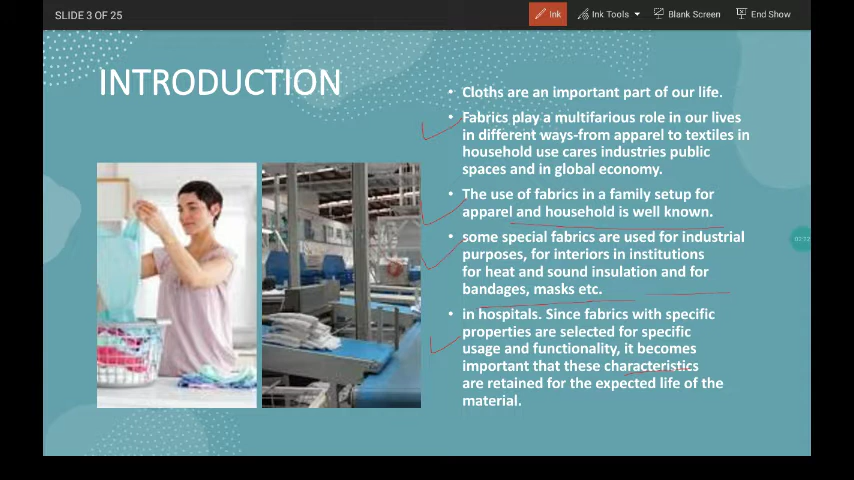 SLIDE 3 OF 25
Ink
Ink Tools
Blank Screen
End Show
INTRODUCTION
• Cloths are an important part of our life.
• Fabrics play a multifarious role in our lives
in different ways-from apparel to textiles in
household use cares industries public
spaces and in global economy.
• The use of fabrics in a family setup for
apparel and household is well known.
• some special fabrics are used for industrial
purposes, for interiors in institutions
for heat and sound insulation and for
bandages, masks etc.
• in hospitals. Since fabrics with specific
properties are selected for specific
usage and functionality, it becomes
important that these characteristics
are retained for the expected life of the
material.